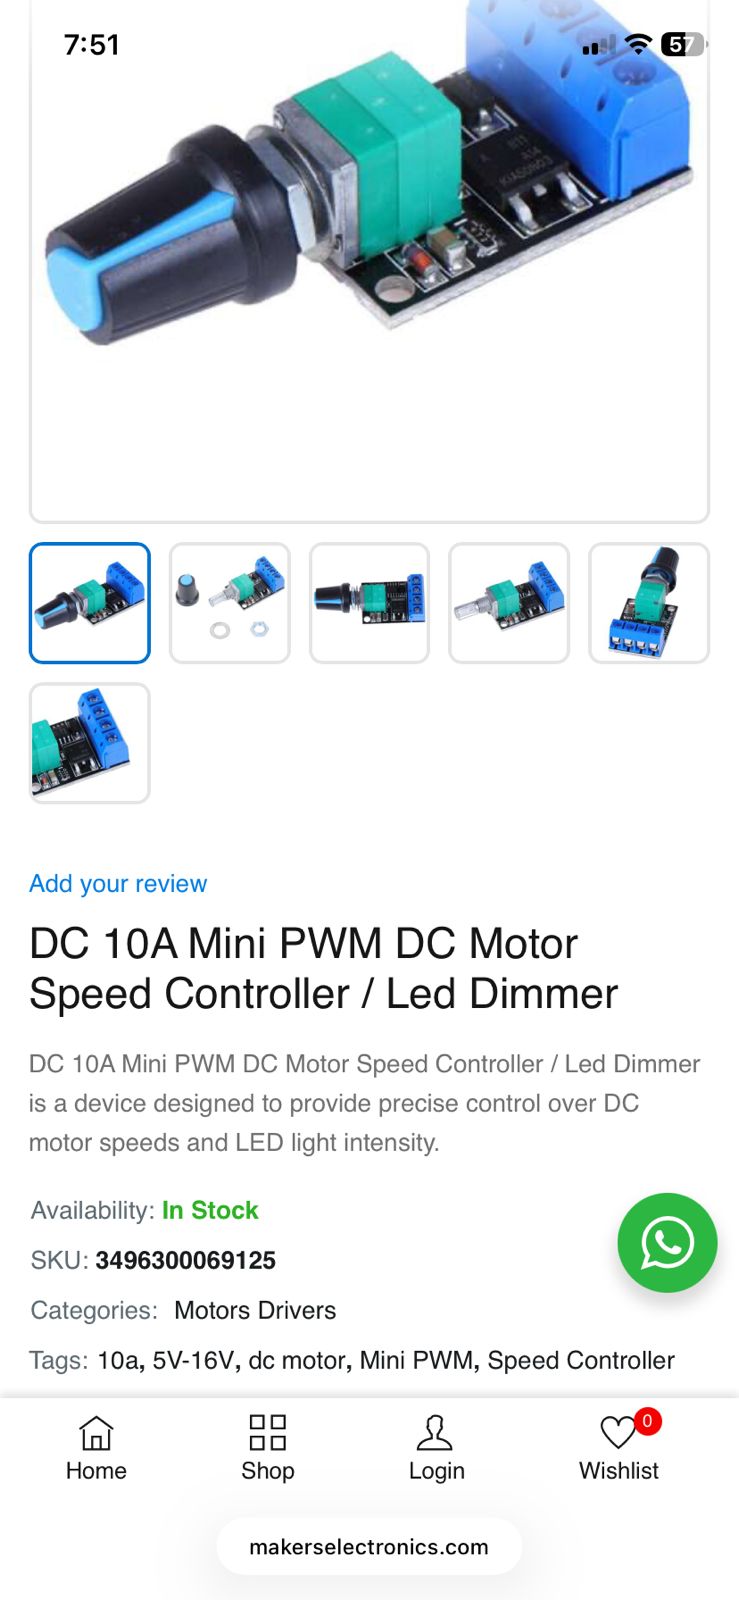 7:51
57
KIA50N03
Add your review
DC 10A Mini PWM DC Motor
Speed Controller / Led Dimmer
DC 10A Mini PWM DC Motor Speed Controller / Led Dimmer
is a device designed to provide precise control over DC
motor speeds and LED light intensity.
Availability: In Stock
SKU: 3496300069125
Categories: Motors Drivers
Tags: 10a, 5V-16V, dc motor, Mini PWM, Speed Controller
0
Home
Shop
Login
Wishlist
makerselectronics.com